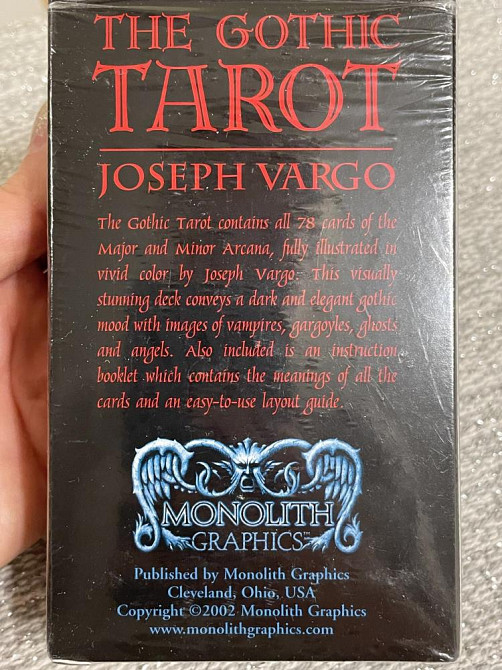 THE GOTHIC
TAROT
JOSEPH VARGO
The Gothic Tarot contains all 78 cards of the
Major and Minor Arcana, fully illustrated in
vivid color by Joseph Vargo. This visually
stunning deck conveys a dark and elegant gothic
mood with images of vampires, gargoyles, ghosts
and angels. Also included is an instruction
booklet which contains the meanings of all the
cards and an easy-to-use layout guide.
MONOLITH
GRAPHICS™
Published by Monolith Graphics
Cleveland, Ohio, USA
Copyright ©2002 Monolith Graphics
www.monolithgraphics.com